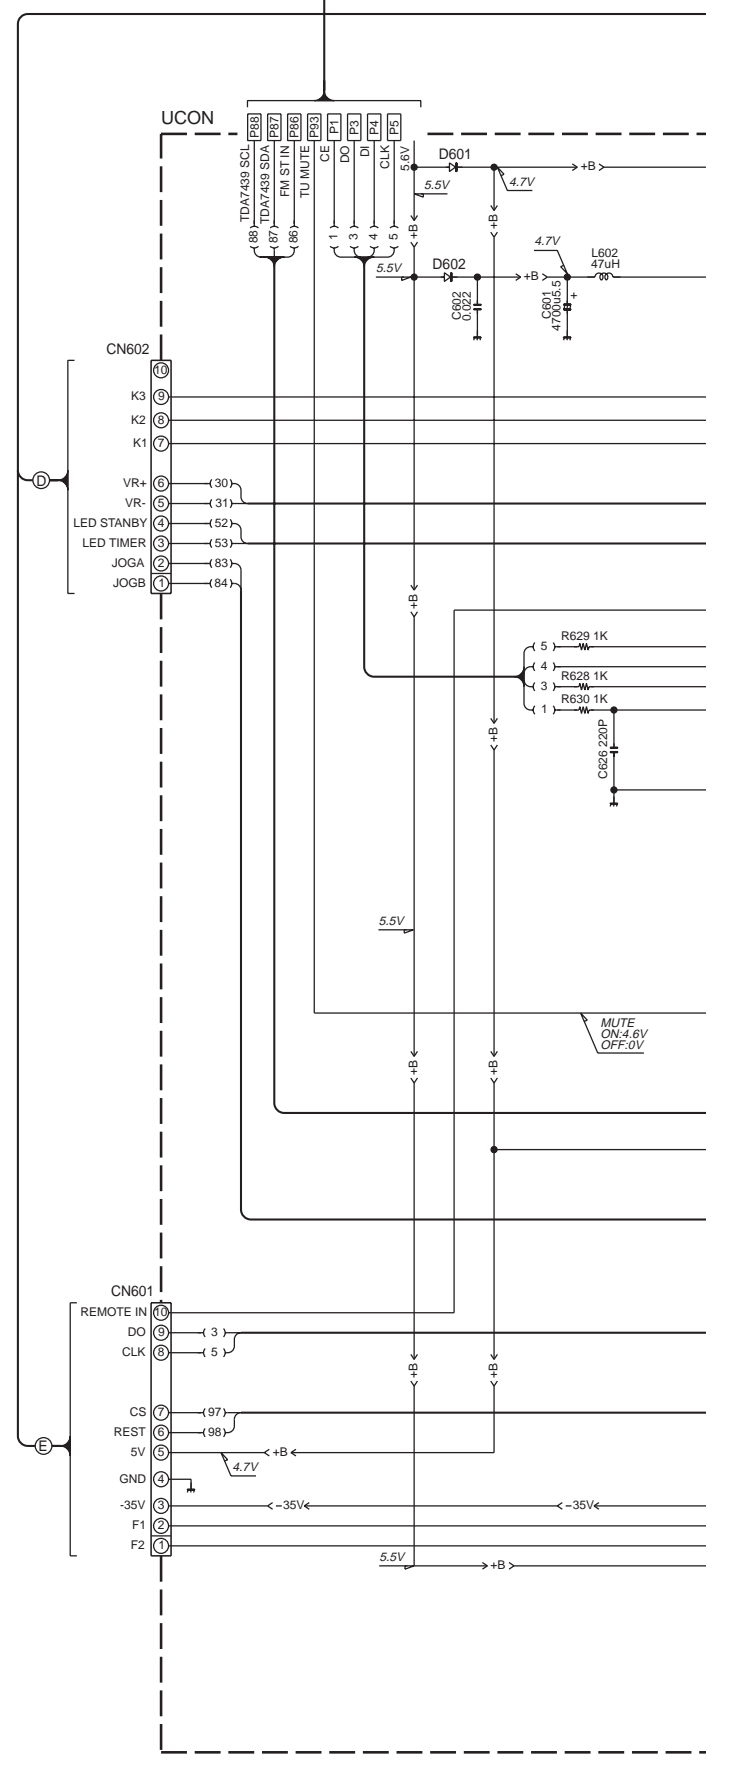 UCON
P88
P87
P86
P93
P1
P3
P4
P5
TDA7439 SCL
TDA7439 SDA
FM ST IN
TU MUTE
CE
DO
DI
CLK
5.6V
D601
+B
5.5V
4.7V
+B
+B
88
87
86
1
3
4
5
5.5V
D602
+B
4.7V
L602
47uH
C602
0.022
C601
4700u5.5
+
CN602
10
K3 9
K2 8
K1 7
D
VR+ 6 30
VR- 5 31
LED STANBY 4 52
LED TIMER 3 53
JOGA 2 83
JOGB 1 84
+B
5 R629 1K
4
3 R628 1K
1 R630 1K
+B
C626 220P
5.5V
MUTE
ON:4.6V
OFF:0V
+B
+B
CN601
REMOTE IN 10
DO 9 3
CLK 8 5
+B
+B
CS 7 97
REST 6 98
E
5V 5 +B
4.7V
GND 4
-35V 3 −35V −35V
F1 2
F2 1
5.5V
+B